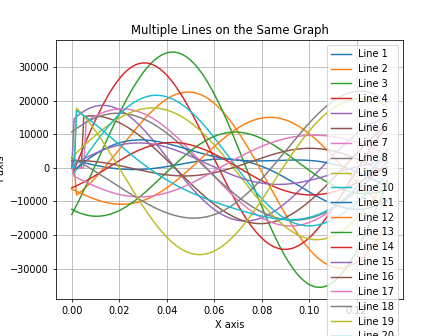 Multiple Lines on the Same Graph
30000
20000
10000
0
−10000
−20000
−30000
0.00 0.02 0.04 0.06 0.08 0.10
X axis
Line 1
Line 2
Line 3
Line 4
Line 5
Line 6
Line 7
Line 8
Line 9
Line 10
Line 11
Line 12
Line 13
Line 14
Line 15
Line 16
Line 17
Line 18
Line 19
Line 20